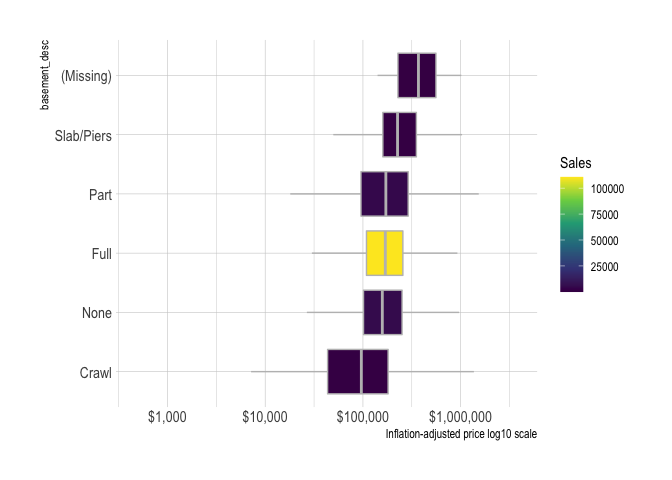 basement_desc
(Missing)
Slab/Piers
Part
Full
None
Crawl
$1,000 $10,000 $100,000 $1,000,000
Inflation-adjusted price log10 scale
Sales
100000
75000
50000
25000